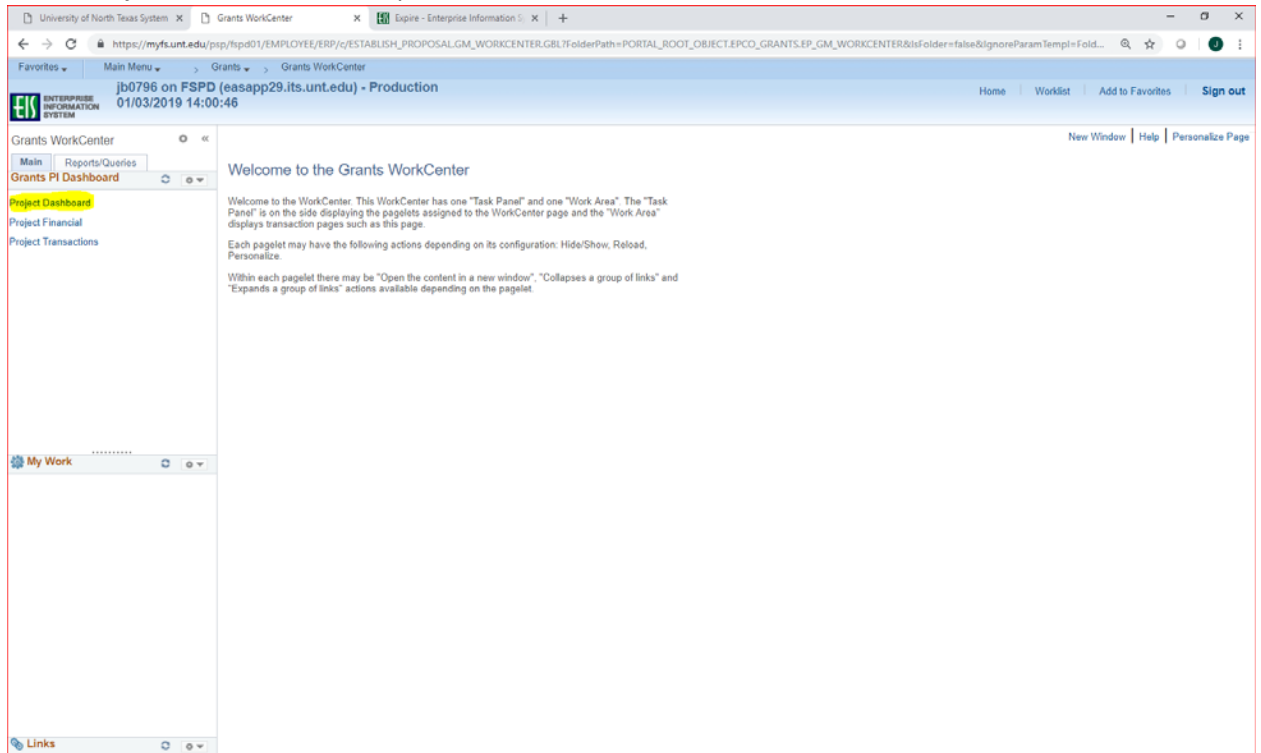 University of North Texas System
Grants WorkCenter
Expire - Enterprise Information S
https://myfs.unt.edu/psp/fspd01/EMPLOYEE/ERP/c/ESTABLISH_PROPOSAL.GM_WORKCENTER.GBL?FolderPath=PORTAL_ROOT_OBJECT.EPCO_GRANTS.EP_GM_WORKCENTER&IsFolder=false&IgnoreParamTempl=Fold...
J
Favorites
Main Menu
> Grants
> Grants WorkCenter
EIS ENTERPRISE INFORMATION SYSTEM
jb0796 on FSPD (easapp29.its.unt.edu) - Production
01/03/2019 14:00:46
Home
Worklist
Add to Favorites
Sign out
Grants WorkCenter
New Window | Help | Personalize Page
Main
Reports/Queries
Grants PI Dashboard
Project Dashboard
Project Financial
Project Transactions
Welcome to the Grants WorkCenter
Welcome to the WorkCenter. This WorkCenter has one "Task Panel" and one "Work Area". The "Task
Panel" is on the side displaying the pagelets assigned to the WorkCenter page and the "Work Area"
displays transaction pages such as this page.
Each pagelet may have the following actions depending on its configuration: Hide/Show, Reload,
Personalize.
Within each pagelet there may be "Open the content in a new window", "Collapses a group of links" and
"Expands a group of links" actions available depending on the pagelet.
My Work
Links